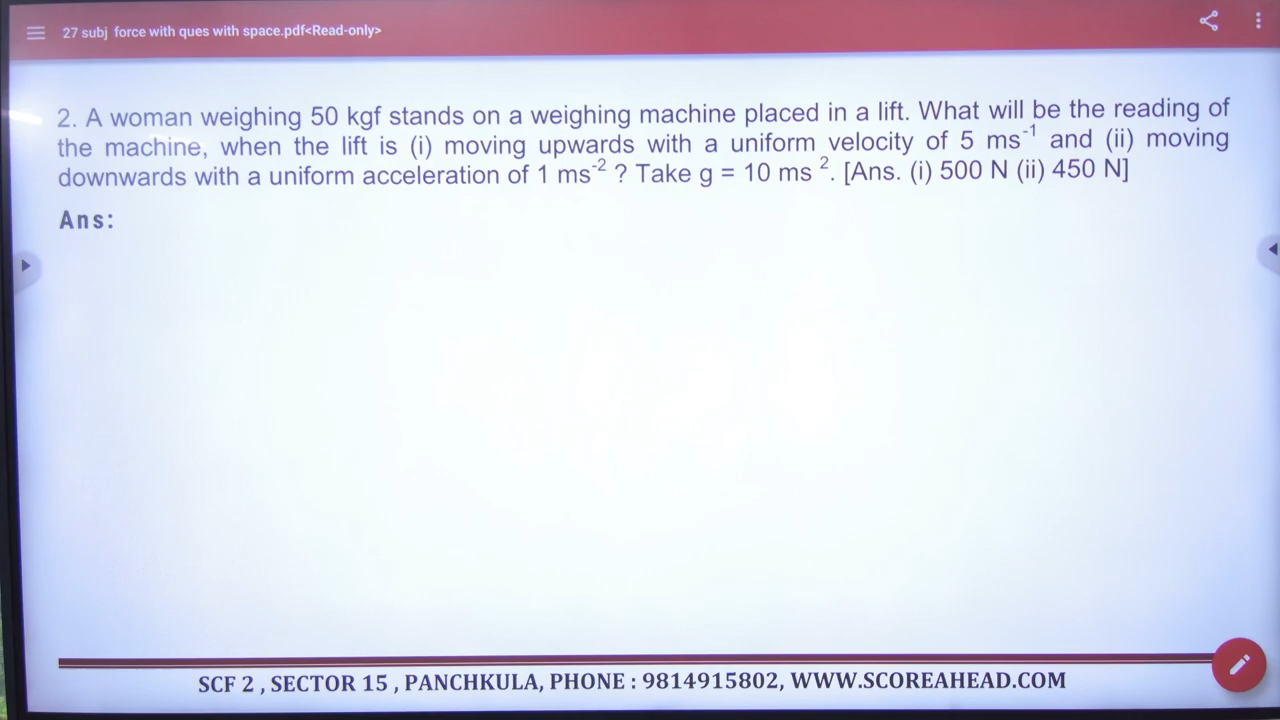 27 subj force with ques with space.pdf<Read-only>
2. A woman weighing 50 kgf stands on a weighing machine placed in a lift. What will be the reading of
the machine, when the lift is (i) moving upwards with a uniform velocity of 5 ms⁻¹ and (ii) moving
downwards with a uniform acceleration of 1 ms⁻² ? Take g = 10 ms ². [Ans. (i) 500 N (ii) 450 N]
Ans:
SCF 2 , SECTOR 15 , PANCHKULA, PHONE : 9814915802, WWW.SCOREAHEAD.COM